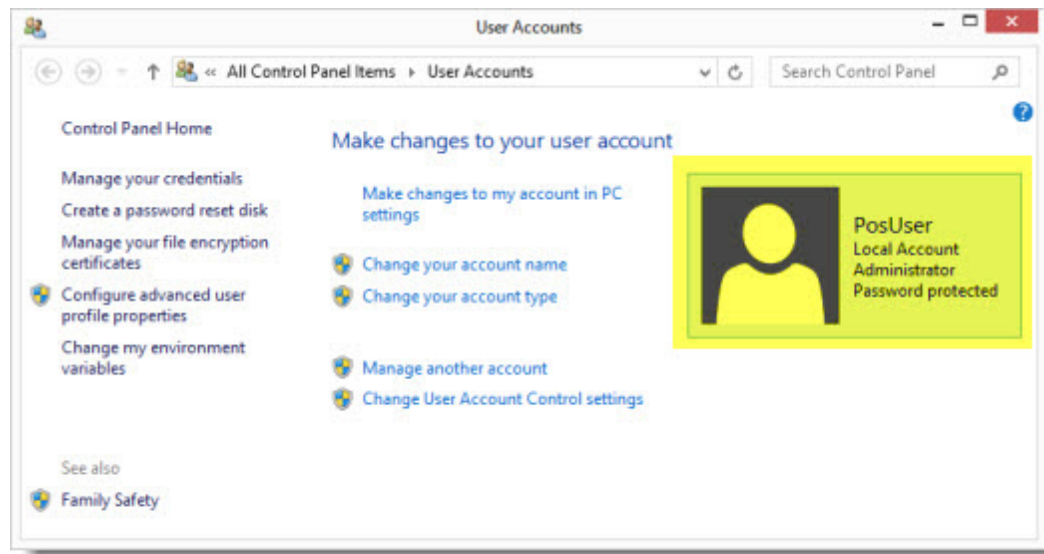 User Accounts
« All Control Panel Items ▸ User Accounts
Search Control Panel
Control Panel Home
Manage your credentials
Create a password reset disk
Manage your file encryption
certificates
Configure advanced user
profile properties
Change my environment
variables
See also
Family Safety
Make changes to your user account
Make changes to my account in PC
settings
Change your account name
Change your account type
Manage another account
Change User Account Control settings
PosUser
Local Account
Administrator
Password protected